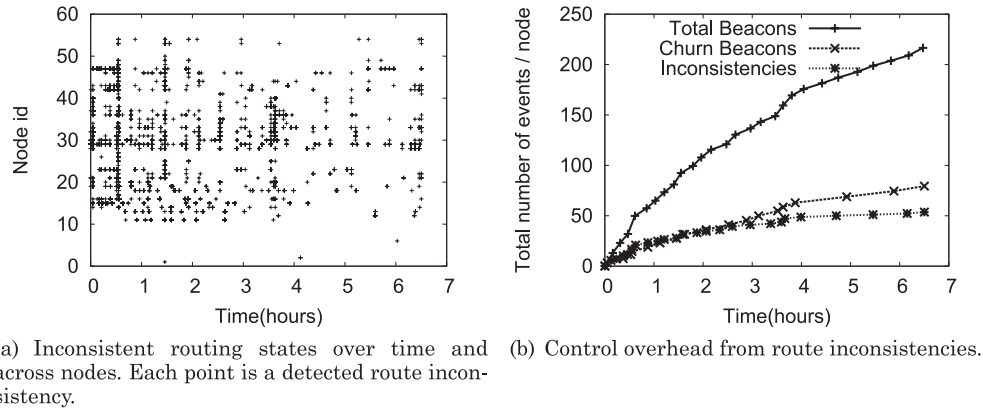 60
50
40
30
20
10
0
Node id
0 1 2 3 4 5 6 7
Time(hours)
250
200
150
100
50
0
Total number of events / node
Total Beacons
Churn Beacons
Inconsistencies
0 1 2 3 4 5 6 7
Time(hours)
a) Inconsistent routing states over time and
across nodes. Each point is a detected route incon-
sistency.
(b) Control overhead from route inconsistencies.